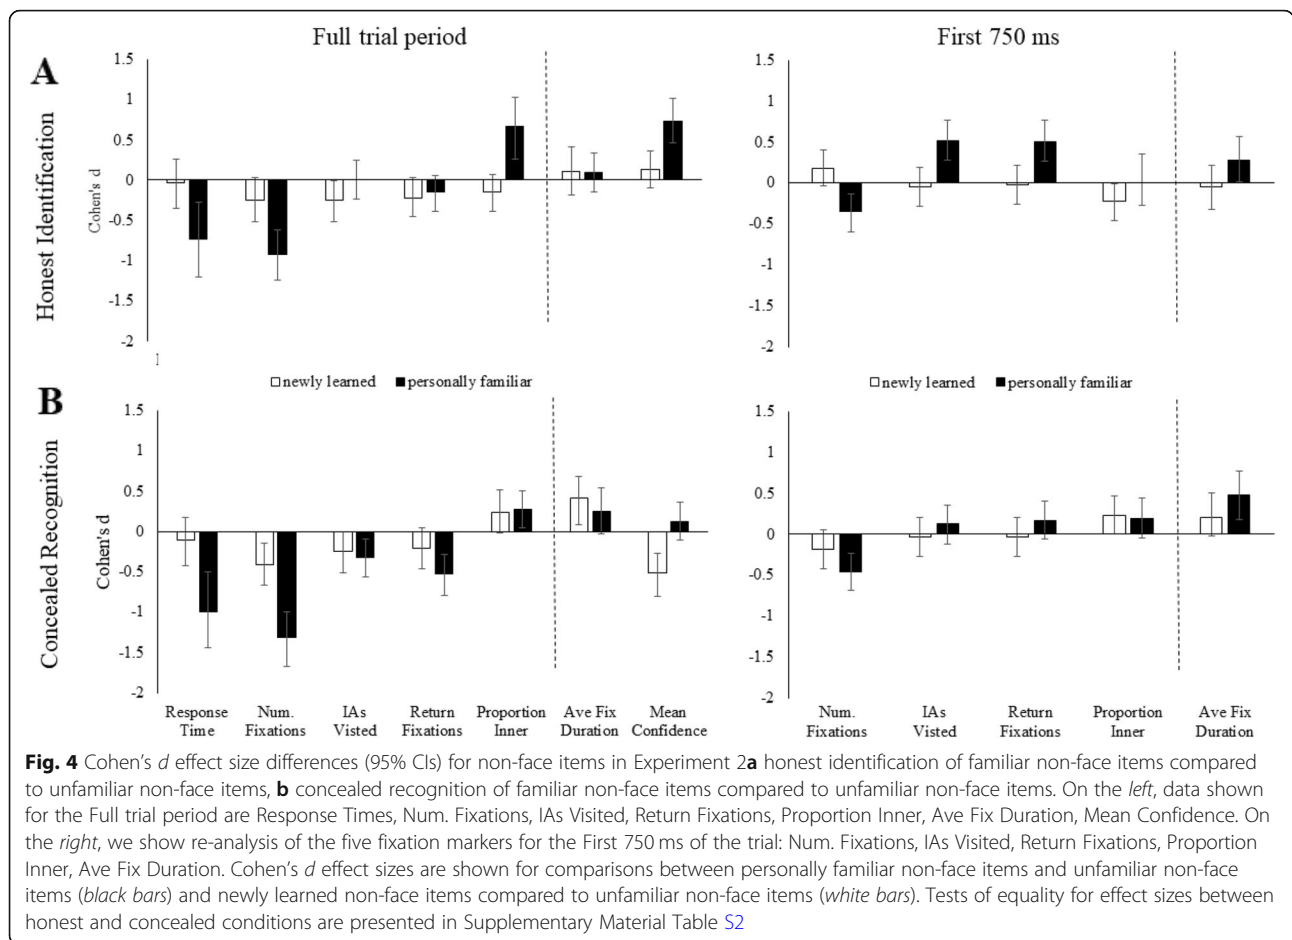 Full trial period
First 750 ms
A
Honest Identification
Cohen's d
1.5
1
0.5
0
-0.5
-1
-1.5
-2
1.5
1
0.5
0
-0.5
-1
-1.5
-2
newly learned personally familiar
newly learned personally familiar
B
Concealed Recognition
Cohen's d
1.5
1
0.5
0
-0.5
-1
-1.5
-2
1.5
1
0.5
0
-0.5
-1
-1.5
-2
Response Time
Num. Fixations
IAs Visted
Return Fixations
Proportion Inner
Ave Fix Duration
Mean Confidence
Num. Fixations
IAs Visted
Return Fixations
Proportion Inner
Ave Fix Duration
Fig. 4 Cohen's d effect size differences (95% CIs) for non-face items in Experiment 2a honest identification of familiar non-face items compared
to unfamiliar non-face items, b concealed recognition of familiar non-face items compared to unfamiliar non-face items. On the left, data shown
for the Full trial period are Response Times, Num. Fixations, IAs Visited, Return Fixations, Proportion Inner, Ave Fix Duration, Mean Confidence. On
the right, we show re-analysis of the five fixation markers for the First 750 ms of the trial: Num. Fixations, IAs Visited, Return Fixations, Proportion
Inner, Ave Fix Duration. Cohen's d effect sizes are shown for comparisons between personally familiar non-face items and unfamiliar non-face
items (black bars) and newly learned non-face items compared to unfamiliar non-face items (white bars). Tests of equality for effect sizes between
honest and concealed conditions are presented in Supplementary Material Table S2